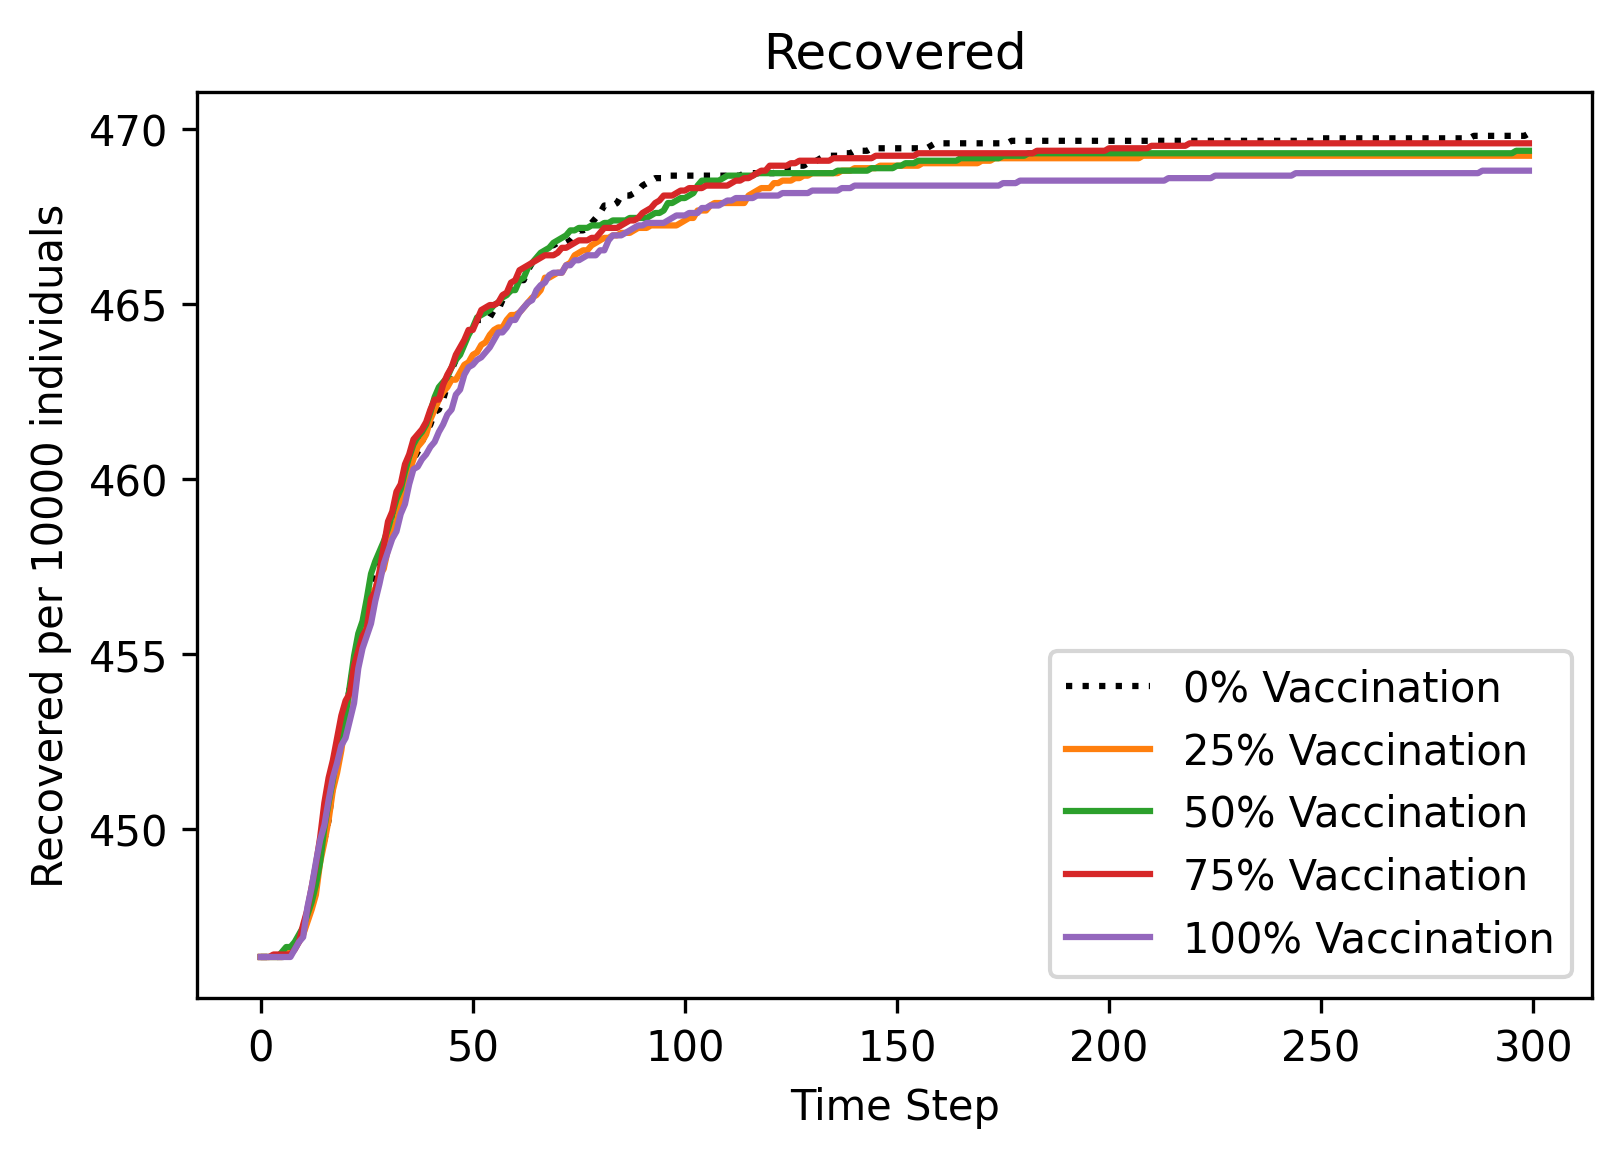 Recovered
Recovered per 10000 individuals
470
465
460
455
450
0% Vaccination
25% Vaccination
50% Vaccination
75% Vaccination
100% Vaccination
0 50 100 150 200 250 300
Time Step